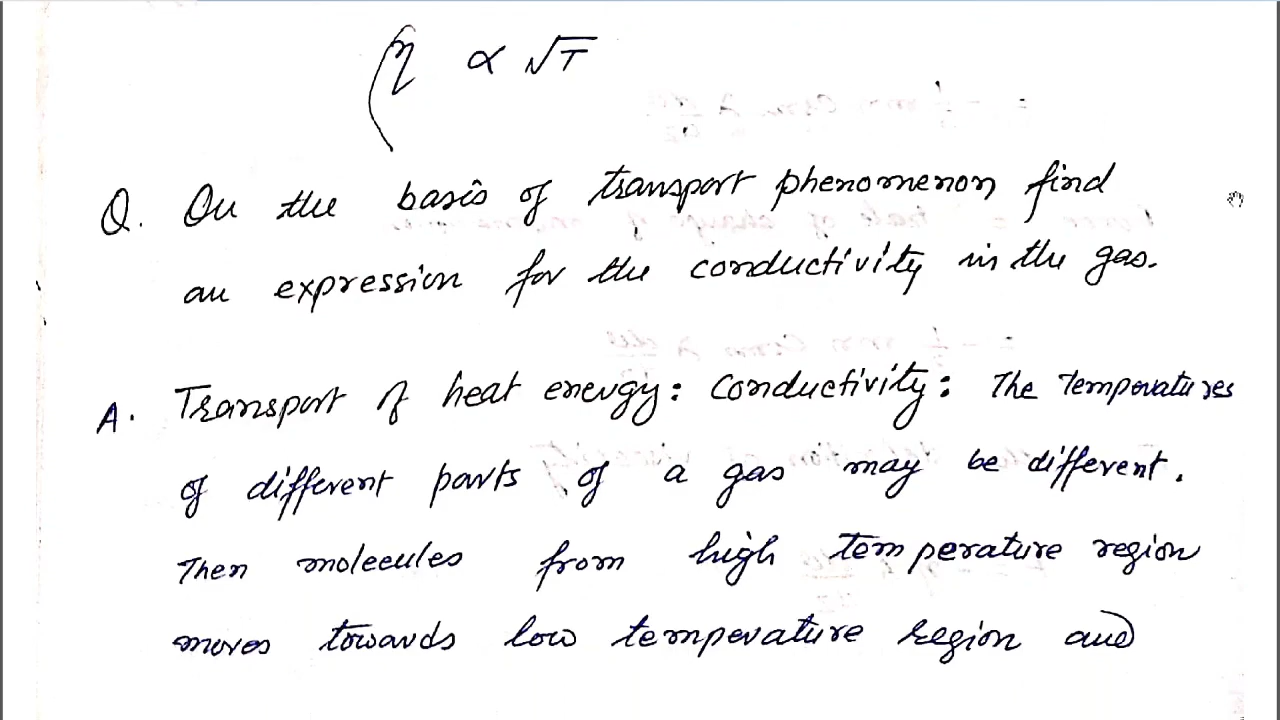 η ∝ √T
Q. On the basis of transport phenomenon find
an expression for the conductivity in the gas.
A. Transport of heat energy: Conductivity: The Temperatures
of different parts of a gas may be different.
Then molecules from high temperature region
moves towards low temperature region and